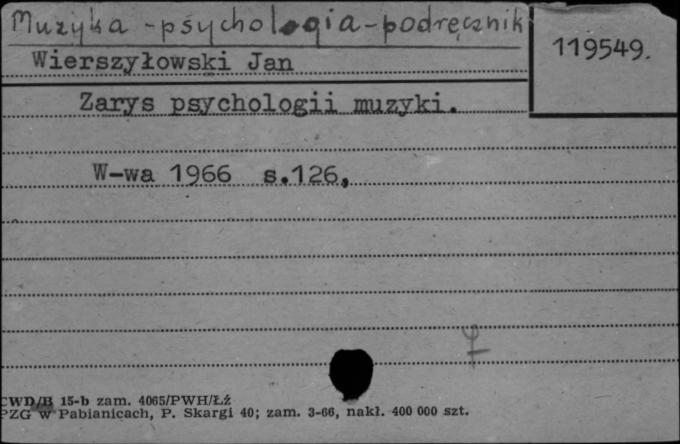 Muzyka - psychologia - podręcznik
119549.
Wierszyłowski Jan
Zarys psychologii muzyki.
W-wa 1966 s.126,
CWD/B 15-b zam. 4065/PWH/Łź
PZG w Pabianicach, P. Skargi 40; zam. 3-66, nakł. 400 000 szt.